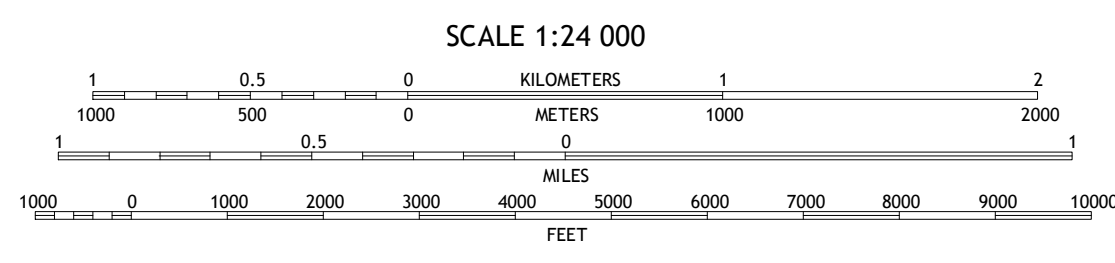 SCALE 1:24 000
1 0.5 0 KILOMETERS 1 2
1000 500 0 METERS 1000 2000
1 0.5 0 1
MILES
1000 0 1000 2000 3000 4000 5000 6000 7000 8000 9000 10000
FEET